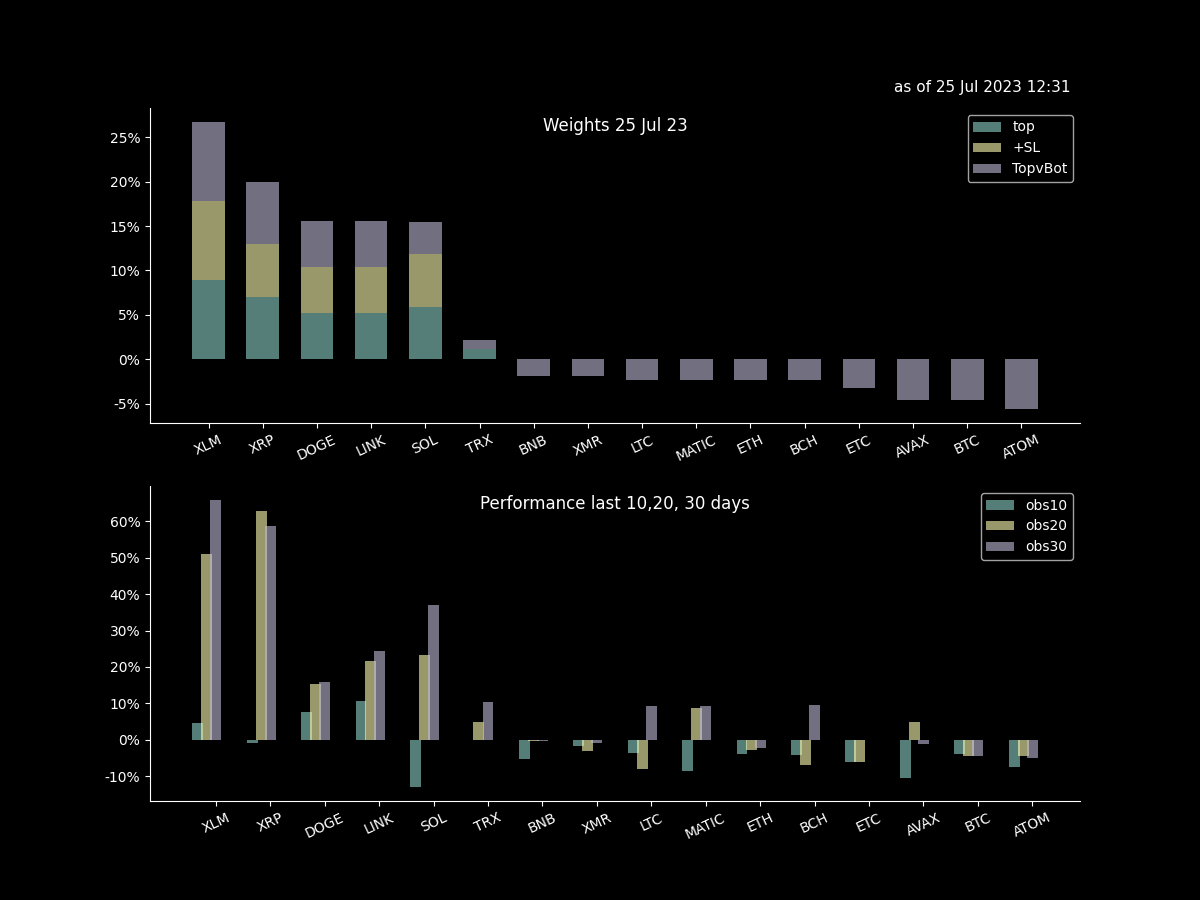 as of 25 Jul 2023 12:31
Weights 25 Jul 23
top
+SL
TopvBot
25%
20%
15%
10%
5%
0%
-5%
XLM XRP DOGE LINK SOL TRX BNB XMR LTC MATIC ETH BCH ETC AVAX BTC ATOM
Performance last 10,20, 30 days
obs10
obs20
obs30
60%
50%
40%
30%
20%
10%
0%
-10%
XLM XRP DOGE LINK SOL TRX BNB XMR LTC MATIC ETH BCH ETC AVAX BTC ATOM